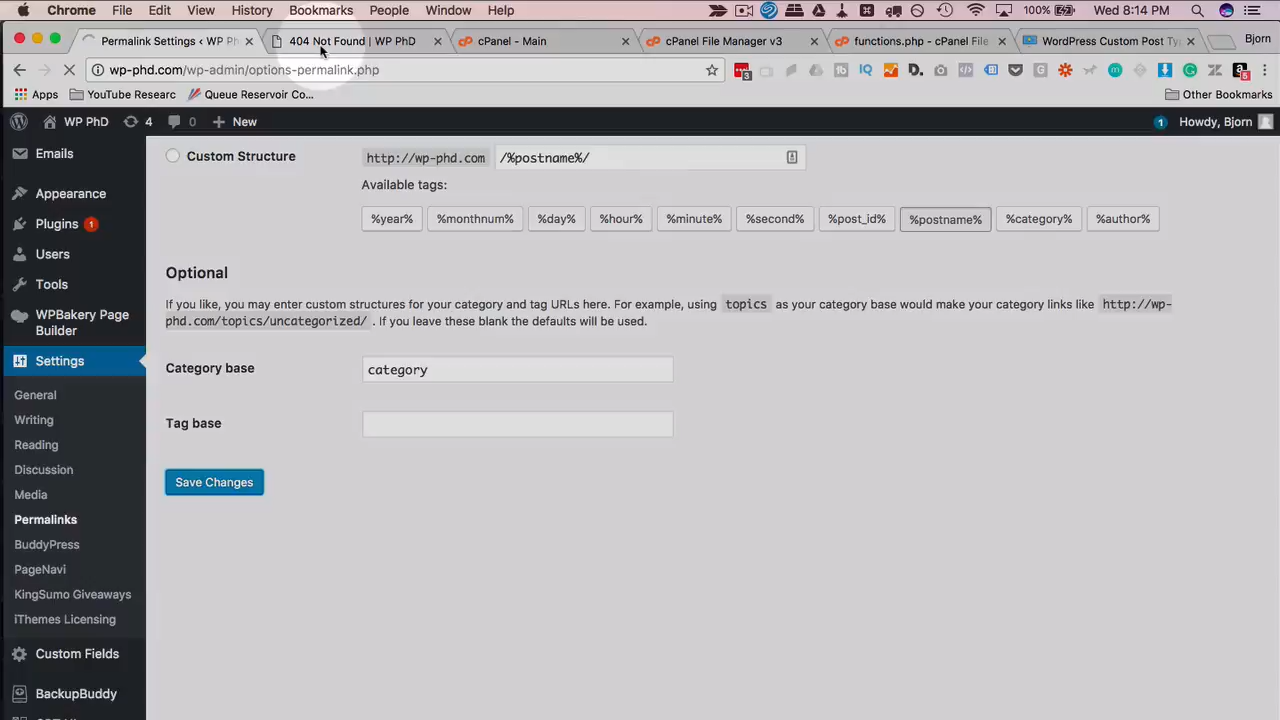 Chrome File Edit View History Bookmarks People Window Help 100% Wed 8:14 PM
Permalink Settings ‹ WP Ph 404 Not Found | WP PhD cPanel - Main cPanel File Manager v3 functions.php - cPanel File WordPress Custom Post Typ Bjorn
wp-phd.com/wp-admin/options-permalink.php
Apps YouTube Researc Queue Reservoir Co... Other Bookmarks
WP PhD 4 0 New 1 Howdy, Bjorn
Emails
Appearance
Plugins 1
Users
Tools
WPBakery Page
Builder
Settings
General
Writing
Reading
Discussion
Media
Permalinks
BuddyPress
PageNavi
KingSumo Giveaways
iThemes Licensing
Custom Fields
BackupBuddy
Custom Structure http://wp-phd.com /%postname%/
Available tags:
%year% %monthnum% %day% %hour% %minute% %second% %post_id% %postname% %category% %author%
Optional
If you like, you may enter custom structures for your category and tag URLs here. For example, using topics as your category base would make your category links like http://wp-
phd.com/topics/uncategorized/ . If you leave these blank the defaults will be used.
Category base category
Tag base
Save Changes